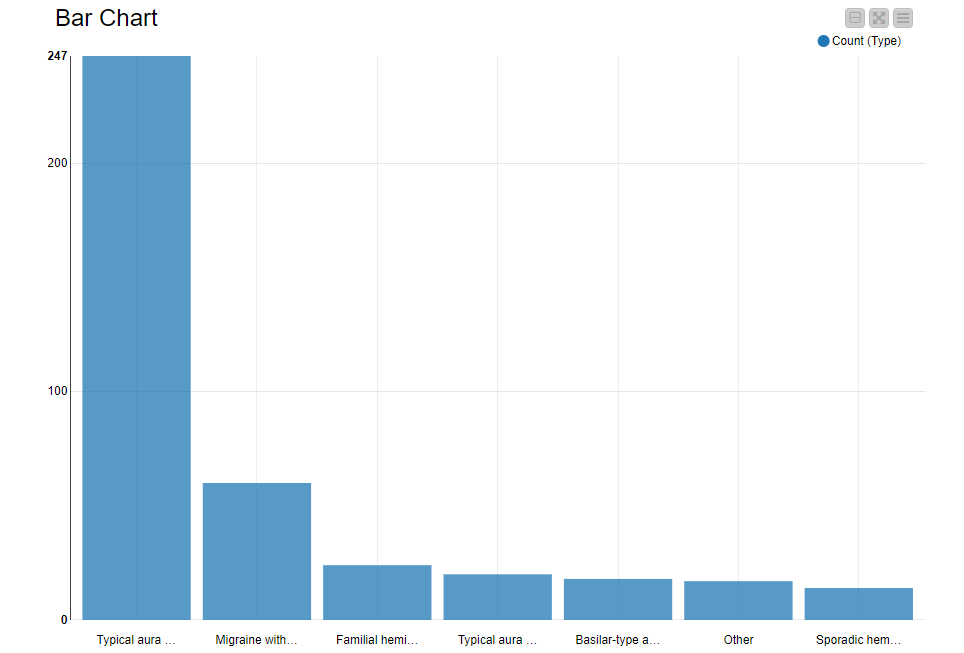 Bar Chart
Count (Type)
247
200
100
0
Typical aura …
Migraine with…
Familial hemi…
Typical aura …
Basilar-type a…
Other
Sporadic hem…